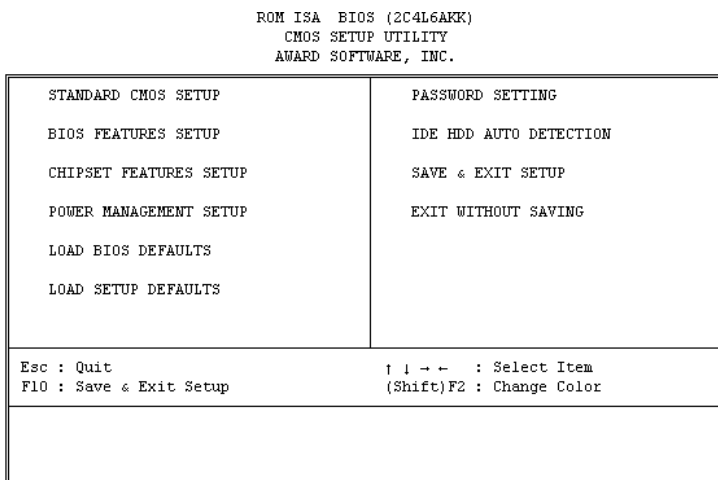 ROM ISA BIOS (2C4L6AKK)
CMOS SETUP UTILITY
AWARD SOFTWARE, INC.
STANDARD CMOS SETUP
BIOS FEATURES SETUP
CHIPSET FEATURES SETUP
POWER MANAGEMENT SETUP
LOAD BIOS DEFAULTS
LOAD SETUP DEFAULTS
PASSWORD SETTING
IDE HDD AUTO DETECTION
SAVE & EXIT SETUP
EXIT WITHOUT SAVING
Esc : Quit
F10 : Save & Exit Setup
↑ ↓ → ← : Select Item
(Shift)F2 : Change Color